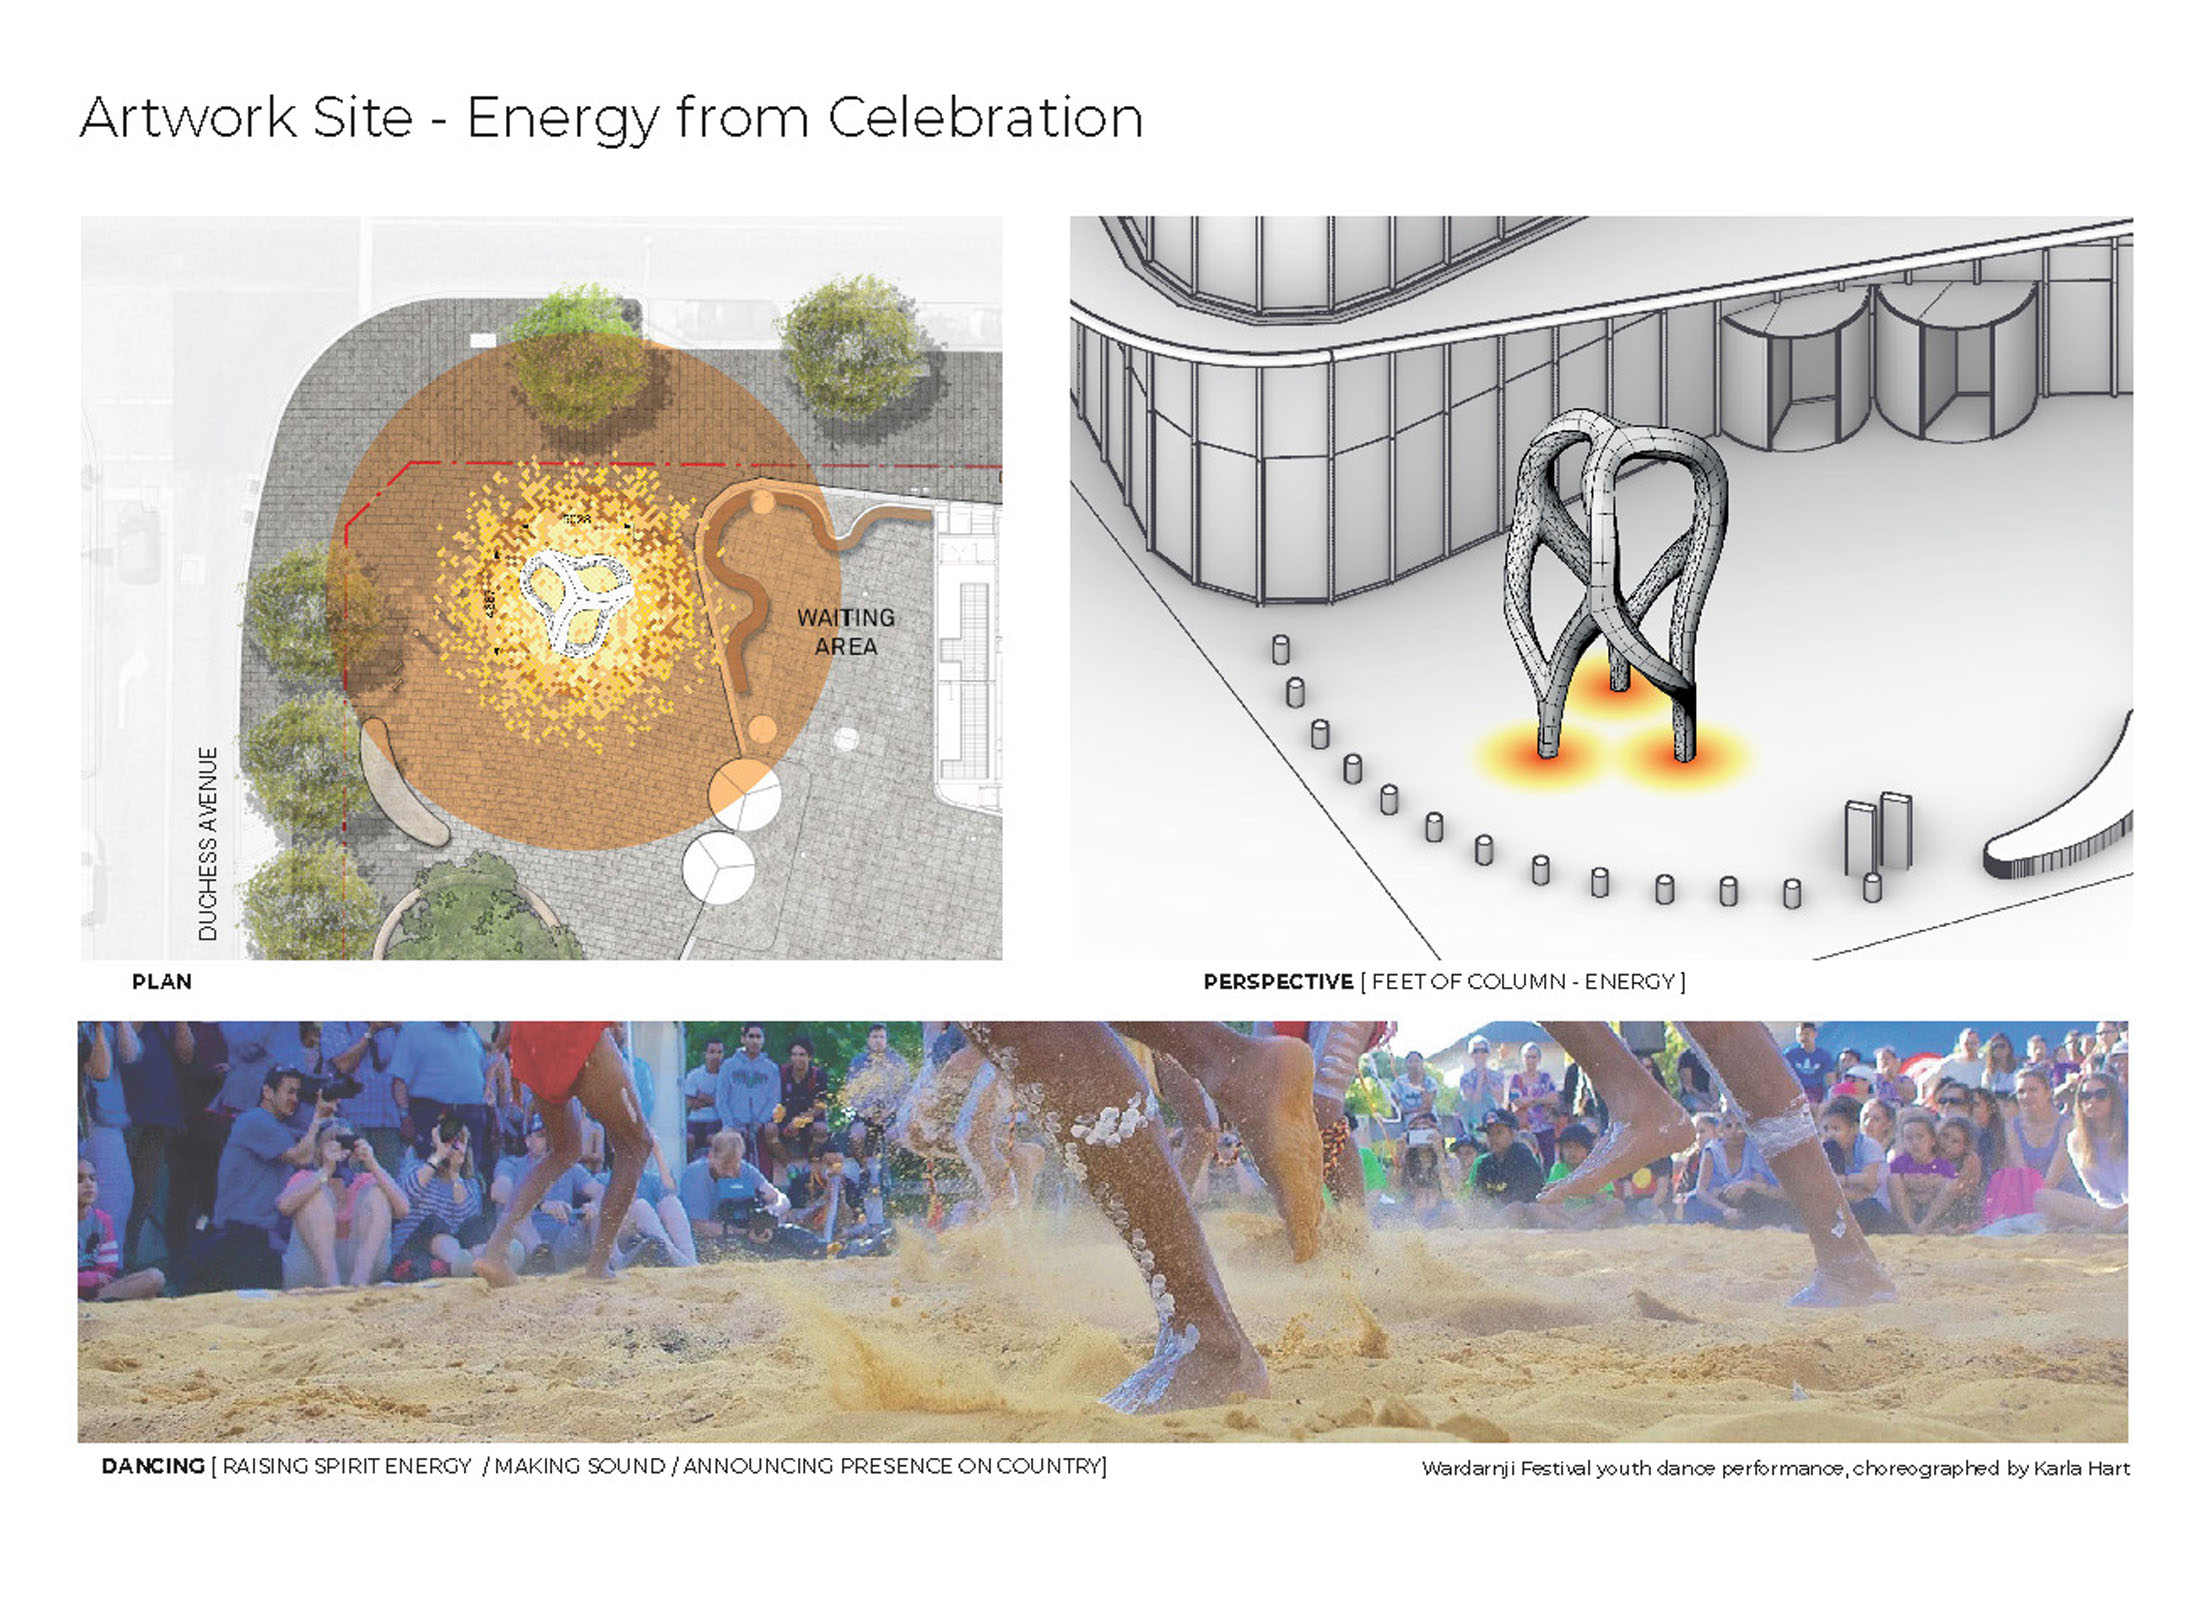 Artwork Site - Energy from Celebration
5028
WAITING
AREA
DUCHESS AVENUE
PLAN
PERSPECTIVE [ FEET OF COLUMN - ENERGY ]
DANCING [ RAISING SPIRIT ENERGY / MAKING SOUND / ANNOUNCING PRESENCE ON COUNTRY]
Wardarnji Festival youth dance performance, choreographed by Karla Hart